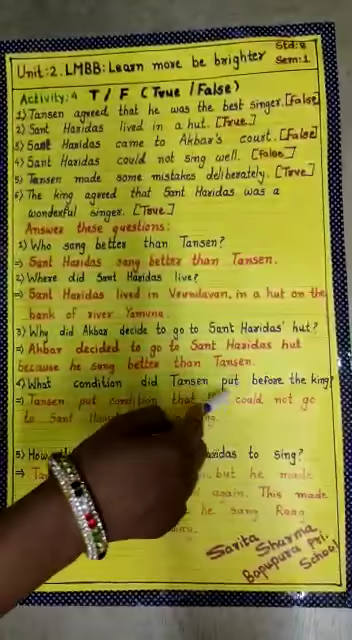 Unit:2. LMBB: Learn more be brighter
Std:8
Sem:1
Activity:4 T/F (True/False)
1) Tansen agreed that he was the best singer. [False]
2) Sant Haridas lived in a hut. [True]
3) Sant Haridas came to Akbar's court. [False]
4) Sant Haridas could not sing well. [False]
5) Tansen made some mistakes deliberately. [True]
6) The king agreed that Sant Haridas was a
wonderful singer. [True]
Answer these questions:
1) Who sang better than Tansen?
⇒ Sant Haridas sang better than Tansen.
2) Where did Sant Haridas live?
⇒ Sant Haridas lived in Vrundavan, in a hut on the
bank of river Yamuna.
3) Why did Akbar decide to go to Sant Haridas' hut?
⇒ Akbar decided to go to Sant Haridas hut
because he sang better than Tansen.
4) What condition did Tansen put before the king?
⇒ Tansen put condition that could not go
to Sant
5) How to sing?
⇒ but he made
again. This made
he sang Raag
Sarita Sharma
Bapupura Pri.
School